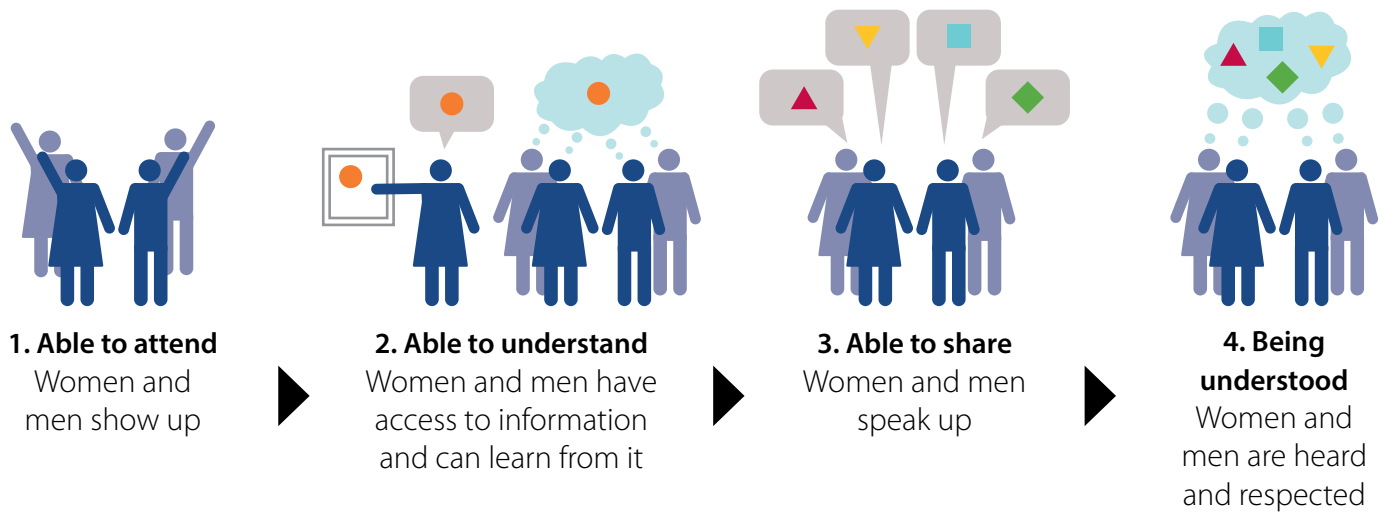 1. Able to attend
Women and
men show up
2. Able to understand
Women and men have
access to information
and can learn from it
3. Able to share
Women and men
speak up
4. Being
understood
Women and
men are heard
and respected